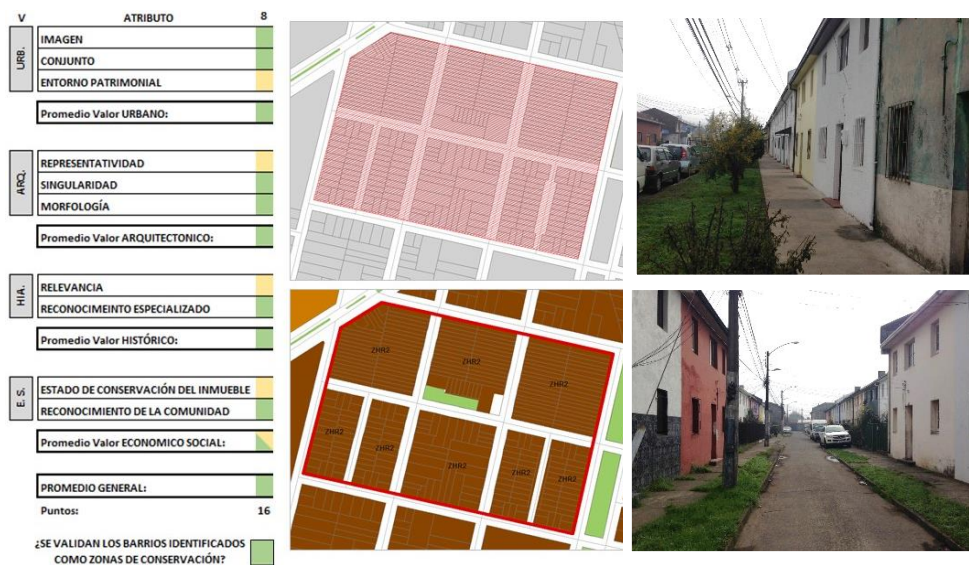 V ATRIBUTO 8
URB.
IMAGEN
CONJUNTO
ENTORNO PATRIMONIAL
Promedio Valor URBANO:
ARQ.
REPRESENTATIVIDAD
SINGULARIDAD
MORFOLOGÍA
Promedio Valor ARQUITECTONICO:
HIA.
RELEVANCIA
RECONOCIMEINTO ESPECIALIZADO
Promedio Valor HISTÓRICO:
E. S.
ESTADO DE CONSERVACIÓN DEL INMUEBLE
RECONOCIMIENTO DE LA COMUNIDAD
Promedio Valor ECONOMICO SOCIAL:
PROMEDIO GENERAL:
Puntos: 16
¿SE VALIDAN LOS BARRIOS IDENTIFICADOS
COMO ZONAS DE CONSERVACIÓN?
ZHR2
ZHR2
ZHR2
ZHR2
ZHR2
ZHR2
ZHR2
ZHR2